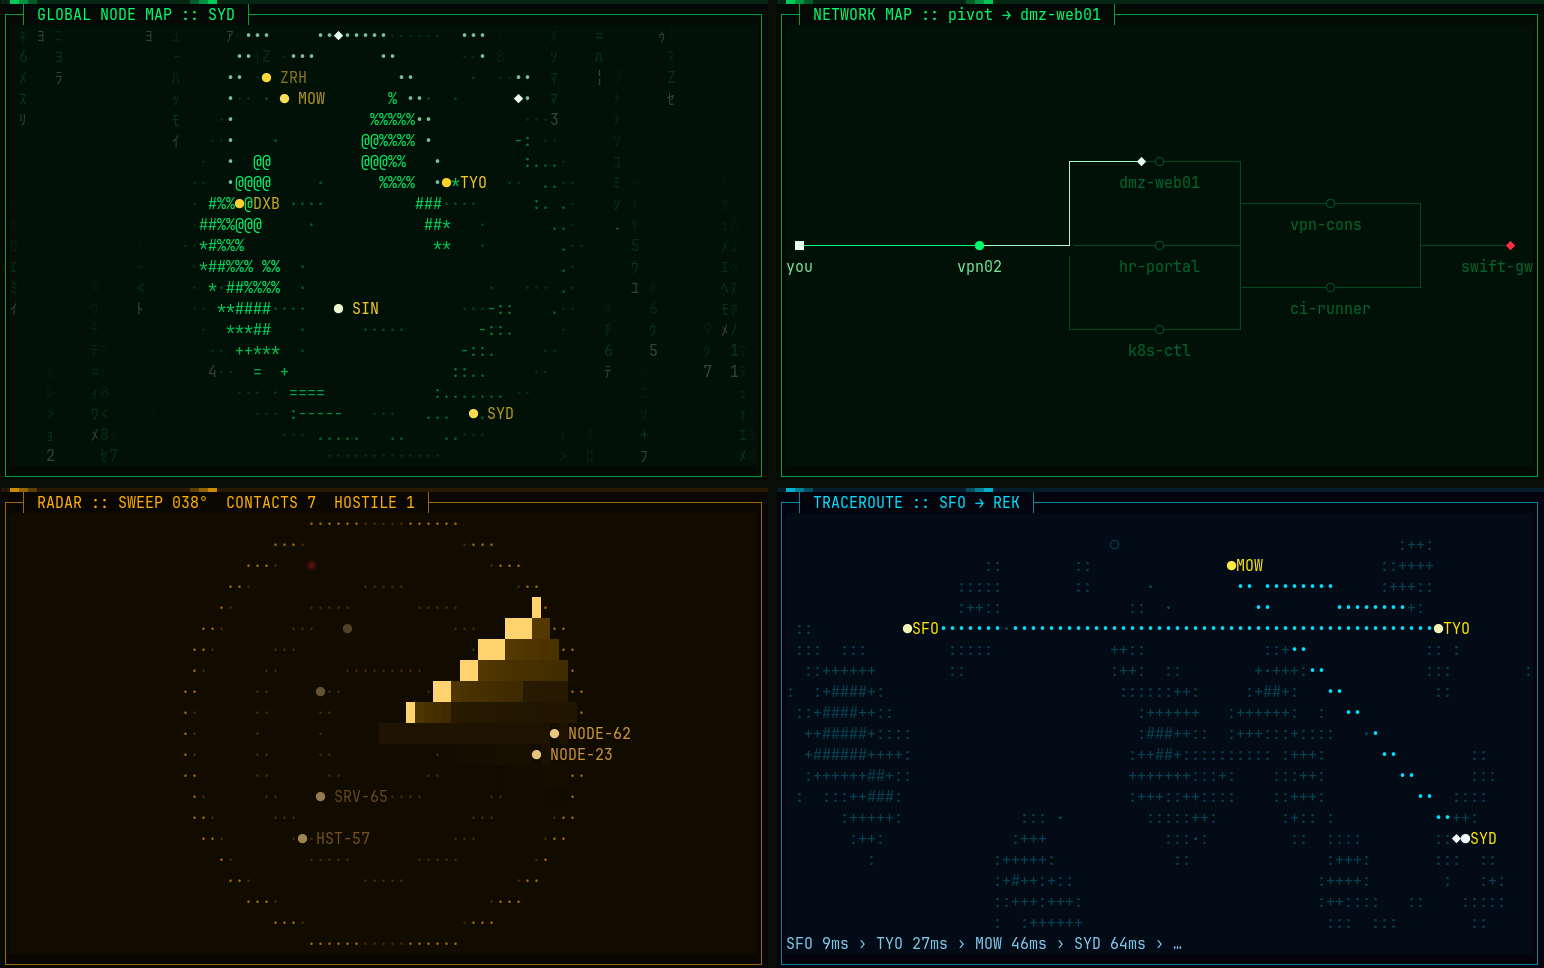 GLOBAL NODE MAP :: SYD
ZRH
MOW
TYO
DXB
SIN
SYD
NETWORK MAP :: pivot → dmz-web01
dmz-web01
vpn-cons
you
vpn02
hr-portal
swift-gw
ci-runner
k8s-ctl
RADAR :: SWEEP 038° CONTACTS 7 HOSTILE 1
NODE-62
NODE-23
SRV-65
HST-57
TRACEROUTE :: SFO → REK
MOW
SFO
TYO
SYD
SFO 9ms › TYO 27ms › MOW 46ms › SYD 64ms › …